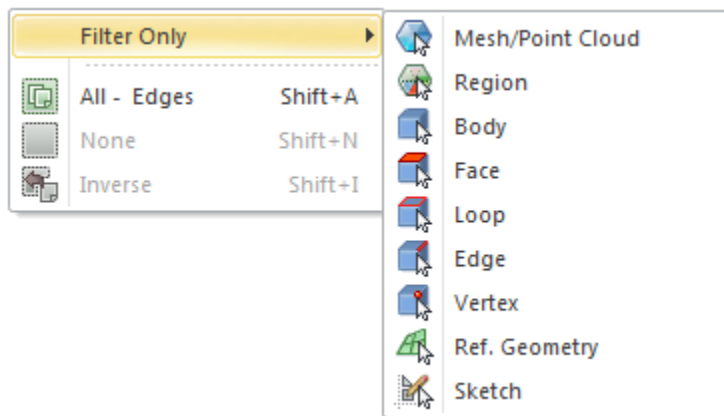 Filter Only
All - Edges Shift+A
None Shift+N
Inverse Shift+I
Mesh/Point Cloud
Region
Body
Face
Loop
Edge
Vertex
Ref. Geometry
Sketch